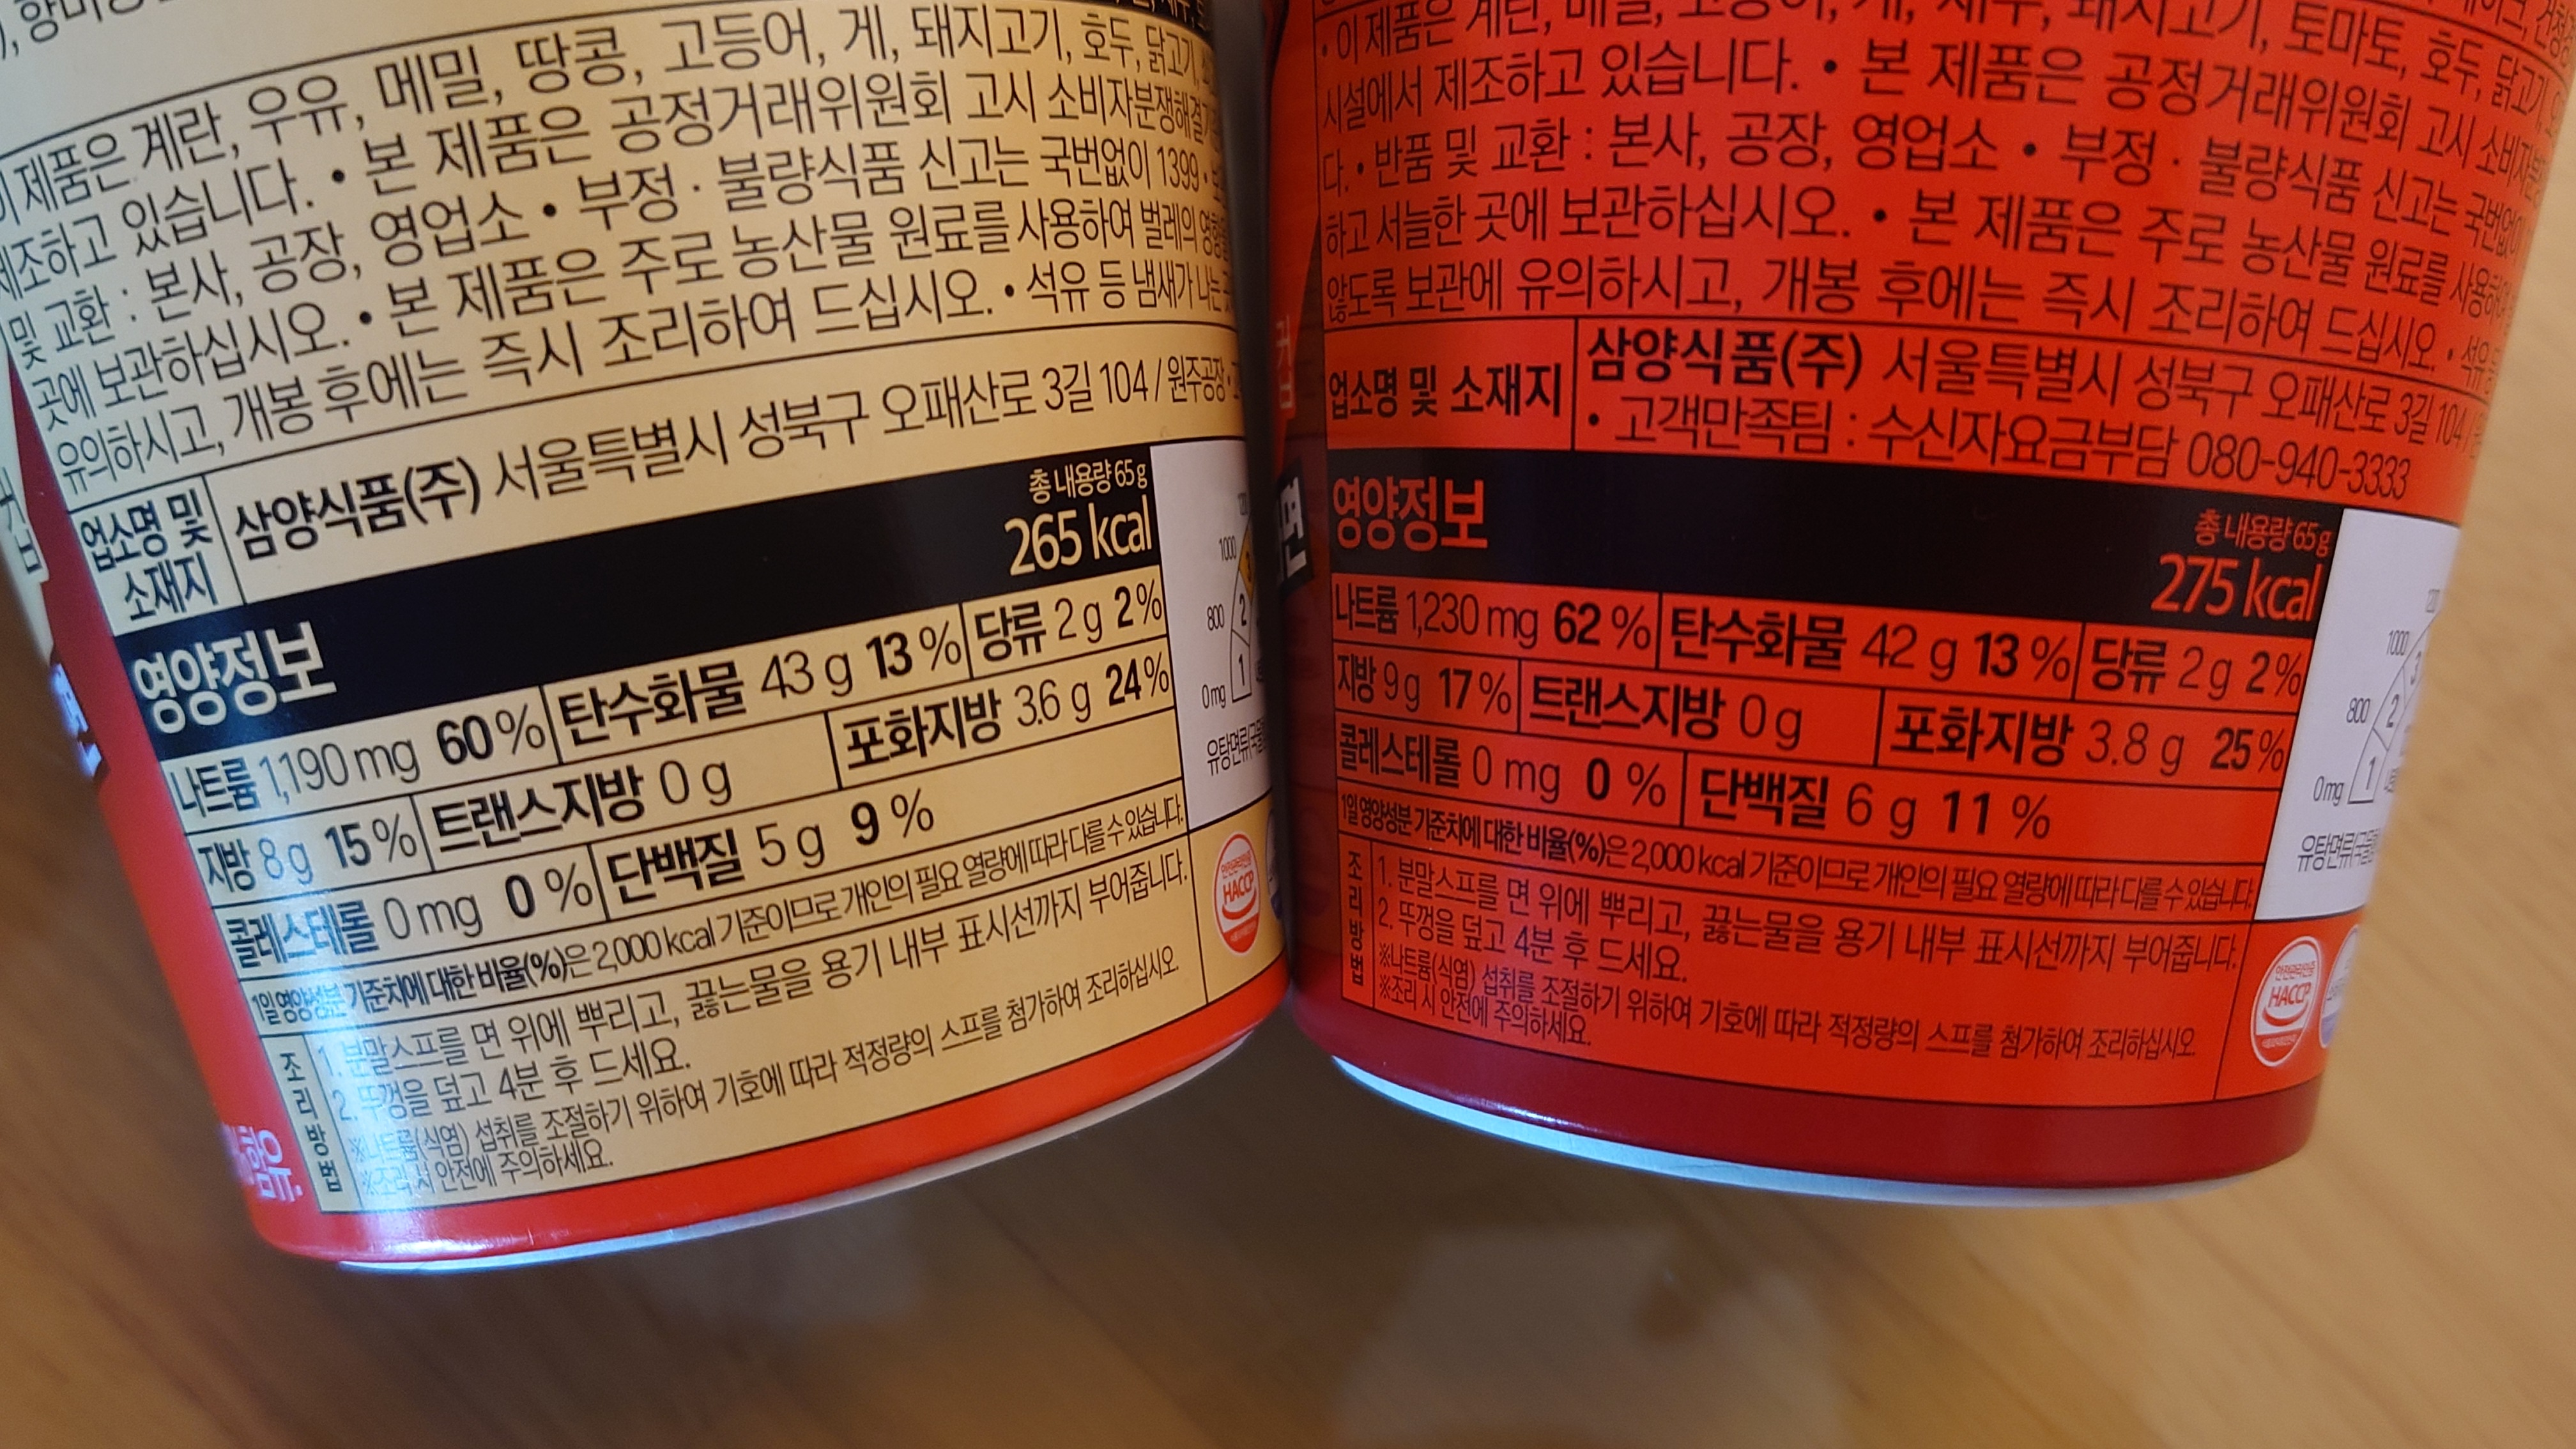 이 제품은 계란, 우유, 메밀, 땅콩, 고등어, 게, 돼지고기, 호두, 닭고기,
제조하고 있습니다. • 본 제품은 공정거래위원회 고시 소비자분쟁해결
및 교환 : 본사, 공장, 영업소 • 부정 · 불량식품 신고는 국번없이 1399 •
곳에 보관하십시오. • 본 제품은 주로 농산물 원료를 사용하여 벌레의
유의하시고, 개봉 후에는 즉시 조리하여 드십시오. • 석유 등 냄새가 나는
업소명 및 소재지
삼양식품(주) 서울특별시 성북구 오패산로 3길 104 / 원주공장
영양정보
총 내용량 65 g
265 kcal
나트륨 1,190 mg 60 % 탄수화물 43 g 13 % 당류 2 g 2 %
지방 8 g 15 % 트랜스지방 0 g 포화지방 3.6 g 24 %
콜레스테롤 0 mg 0 % 단백질 5 g 9 %
1일 영양성분 기준치에 대한 비율(%)은 2,000 kcal 기준이므로 개인의 필요 열량에 따라 다를 수 있습니다.
조리방법
1. 분말스프를 면 위에 뿌리고, 끓는물을 용기 내부 표시선까지 부어줍니다.
2. 뚜껑을 덮고 4분 후 드세요.
※나트륨(식염) 섭취를 조절하기 위하여 기호에 따라 적정량의 스프를 첨가하여 조리하십시오.
※조리 시 안전에 주의하세요.
1000
800 2
0 mg 1
유탕면류(국물
HACCP
• 이 제품은 계란, 메밀, 고등어, 게, 새우, 돼지고기, 토마토, 호두, 닭고기,
시설에서 제조하고 있습니다. • 본 제품은 공정거래위원회 고시
다. • 반품 및 교환 : 본사, 공장, 영업소 • 부정 · 불량식품 신고는 국번없이
하고 서늘한 곳에 보관하십시오. • 본 제품은 주로 농산물 원료를
않도록 보관에 유의하시고, 개봉 후에는 즉시 조리하여 드십시오. •
업소명 및 소재지
삼양식품(주) 서울특별시 성북구 오패산로 3길 104
• 고객만족팀 : 수신자요금부담 080-940-3333
영양정보
총 내용량 65 g
275 kcal
나트륨 1,230 mg 62 % 탄수화물 42 g 13 % 당류 2 g 2 %
지방 9 g 17 % 트랜스지방 0 g 포화지방 3.8 g 25 %
콜레스테롤 0 mg 0 % 단백질 6 g 11 %
1일 영양성분 기준치에 대한 비율(%)은 2,000 kcal 기준이므로 개인의 필요 열량에 따라 다를 수 있습니다.
조리방법
1. 분말스프를 면 위에 뿌리고, 끓는물을 용기 내부 표시선까지 부어줍니다.
2. 뚜껑을 덮고 4분 후 드세요.
※나트륨(식염) 섭취를 조절하기 위하여 기호에 따라 적정량의 스프를 첨가하여 조리하십시오.
※조리 시 안전에 주의하세요.
1000 3
800 2
0 mg 1
유탕면류(국물
HACCP